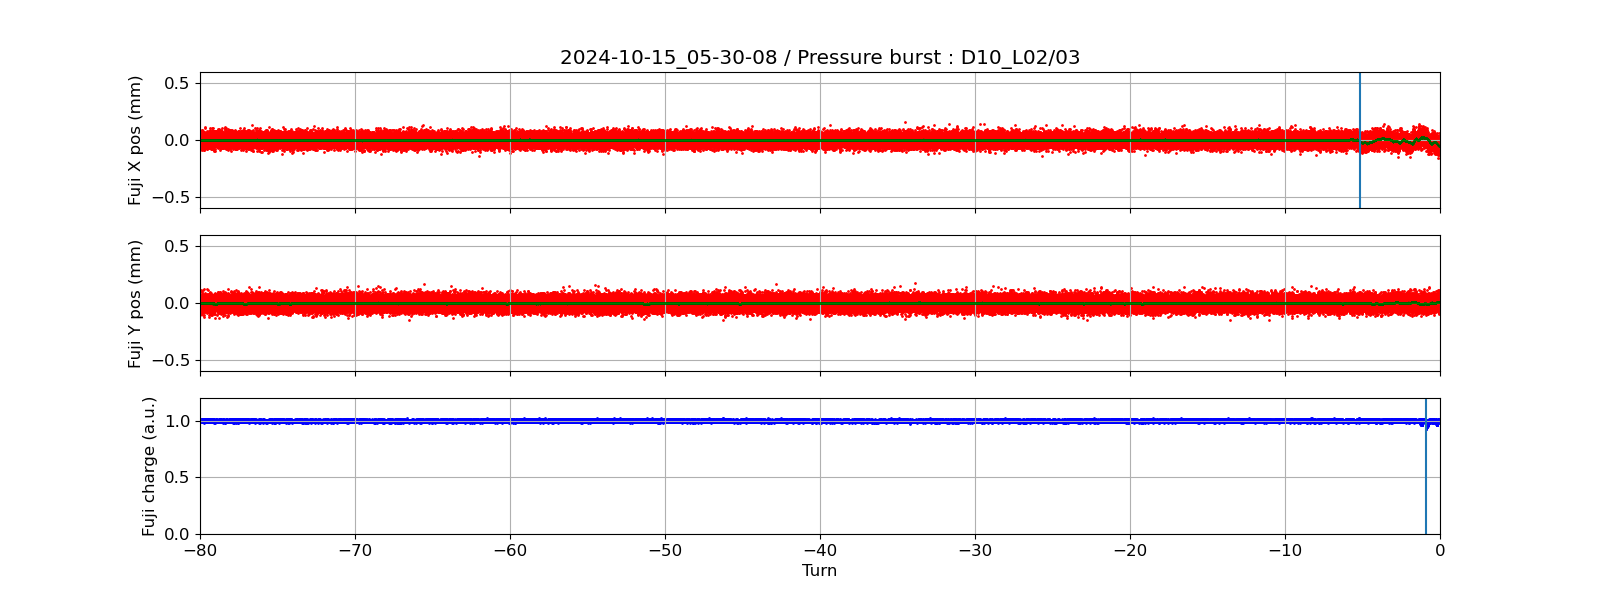 2024-10-15_05-30-08 / Pressure burst : D10_L02/03
Fuji X pos (mm)
0.5
0.0
−0.5
Fuji Y pos (mm)
0.5
0.0
−0.5
Fuji charge (a.u.)
1.0
0.5
0.0
−80 −70 −60 −50 −40 −30 −20 −10 0
Turn